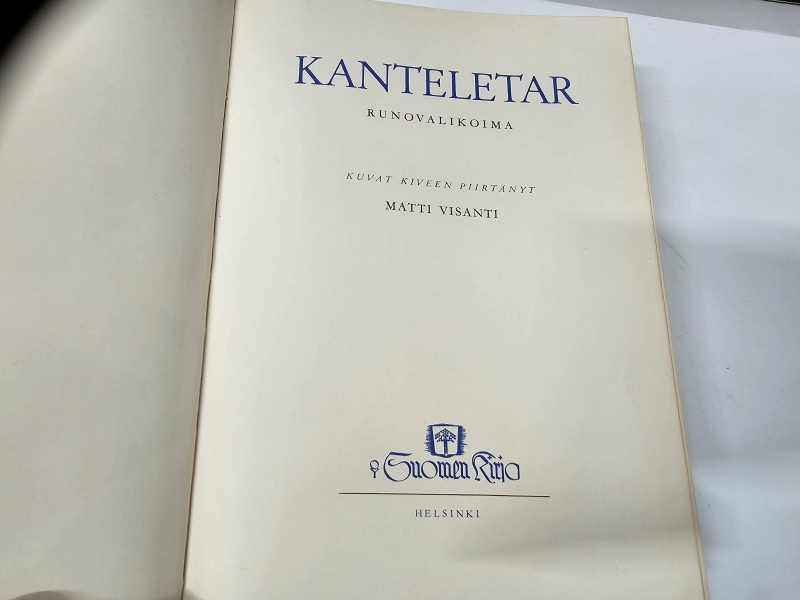 KANTELETAR
RUNOVALIKOIMA
KUVAT KIVEEN PIIRTÄNYT
MATTI VISANTI
Suomen Kirja
HELSINKI